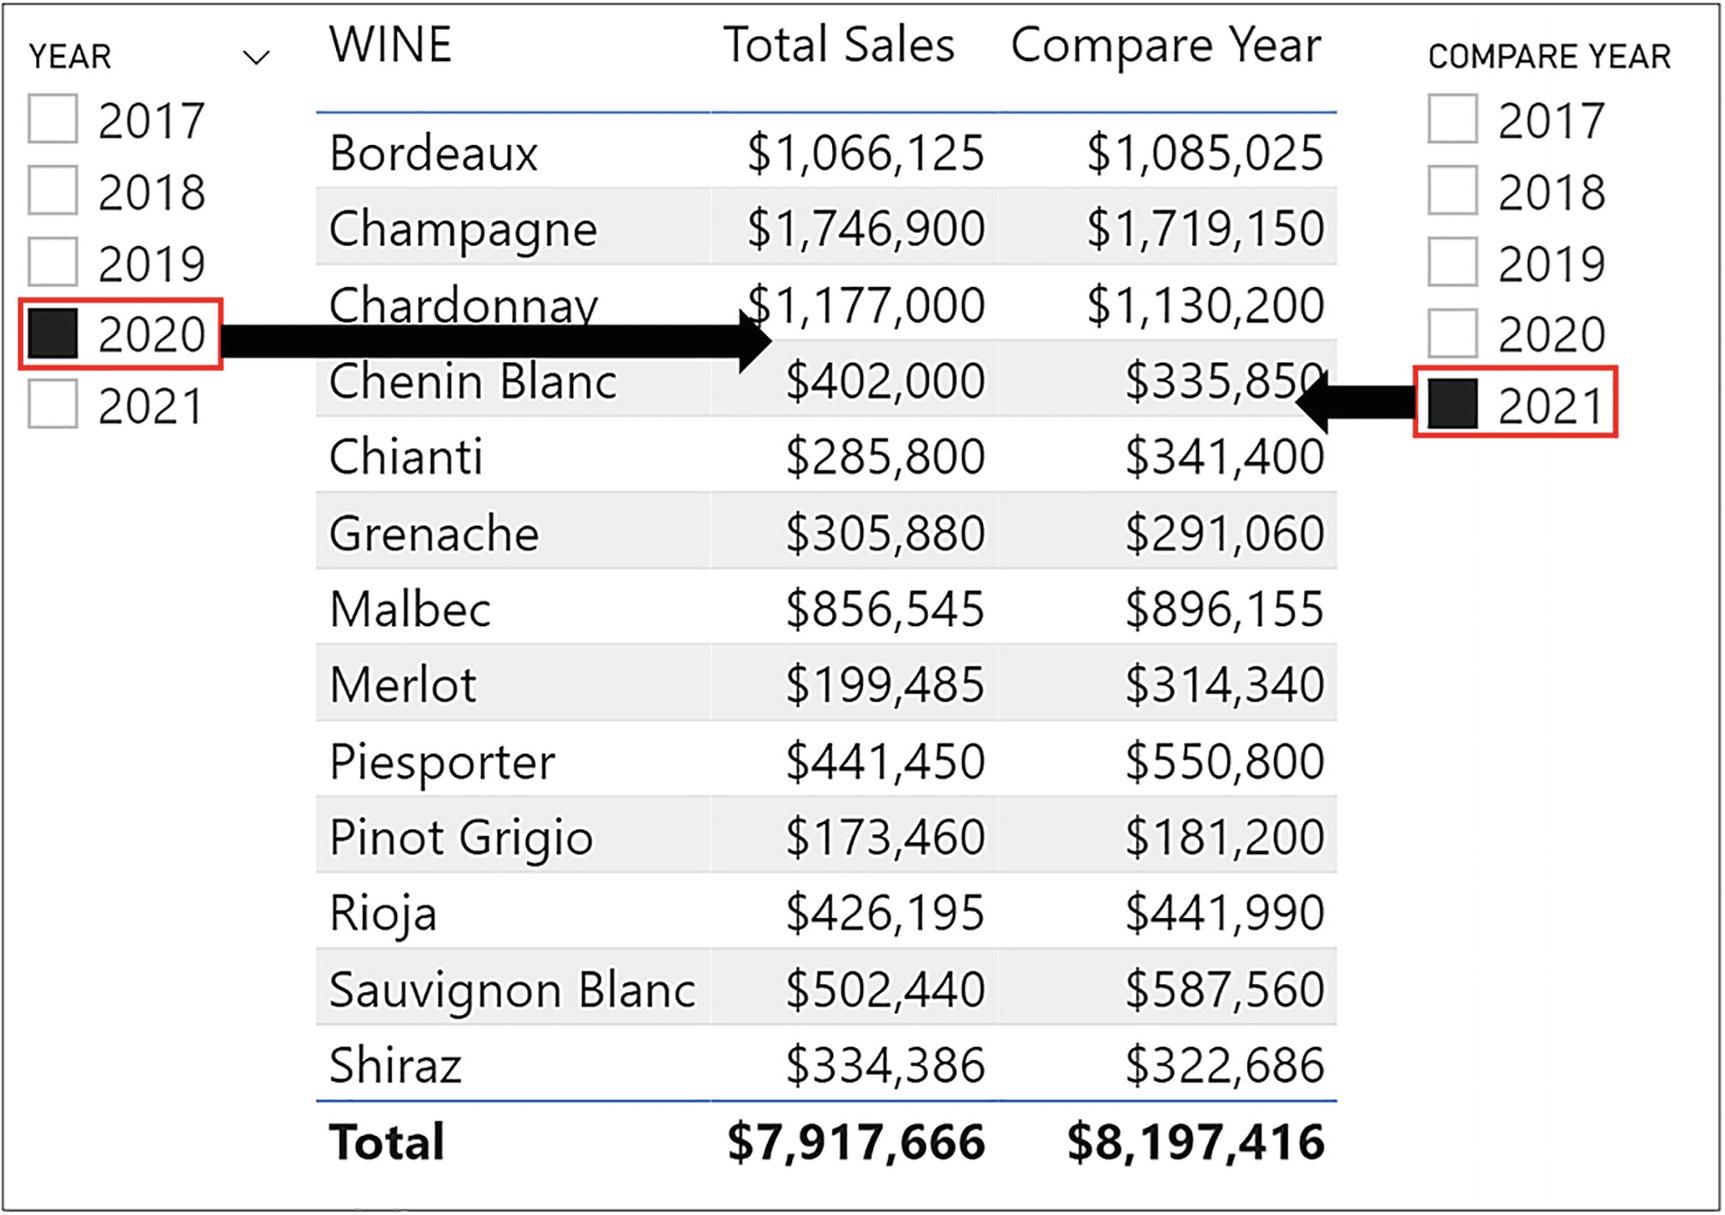 YEAR
2017
2018
2019
2020
2021
WINE Total Sales Compare Year
Bordeaux $1,066,125 $1,085,025
Champagne $1,746,900 $1,719,150
Chardonnay $1,177,000 $1,130,200
Chenin Blanc $402,000 $335,850
Chianti $285,800 $341,400
Grenache $305,880 $291,060
Malbec $856,545 $896,155
Merlot $199,485 $314,340
Piesporter $441,450 $550,800
Pinot Grigio $173,460 $181,200
Rioja $426,195 $441,990
Sauvignon Blanc $502,440 $587,560
Shiraz $334,386 $322,686
Total $7,917,666 $8,197,416
COMPARE YEAR
2017
2018
2019
2020
2021